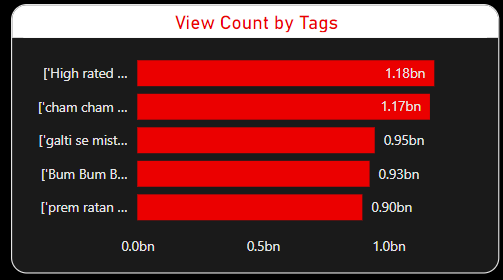 View Count by Tags
['High rated ... 1.18bn
['cham cham ... 1.17bn
['galti se mist... 0.95bn
['Bum Bum B... 0.93bn
['prem ratan ... 0.90bn
0.0bn 0.5bn 1.0bn